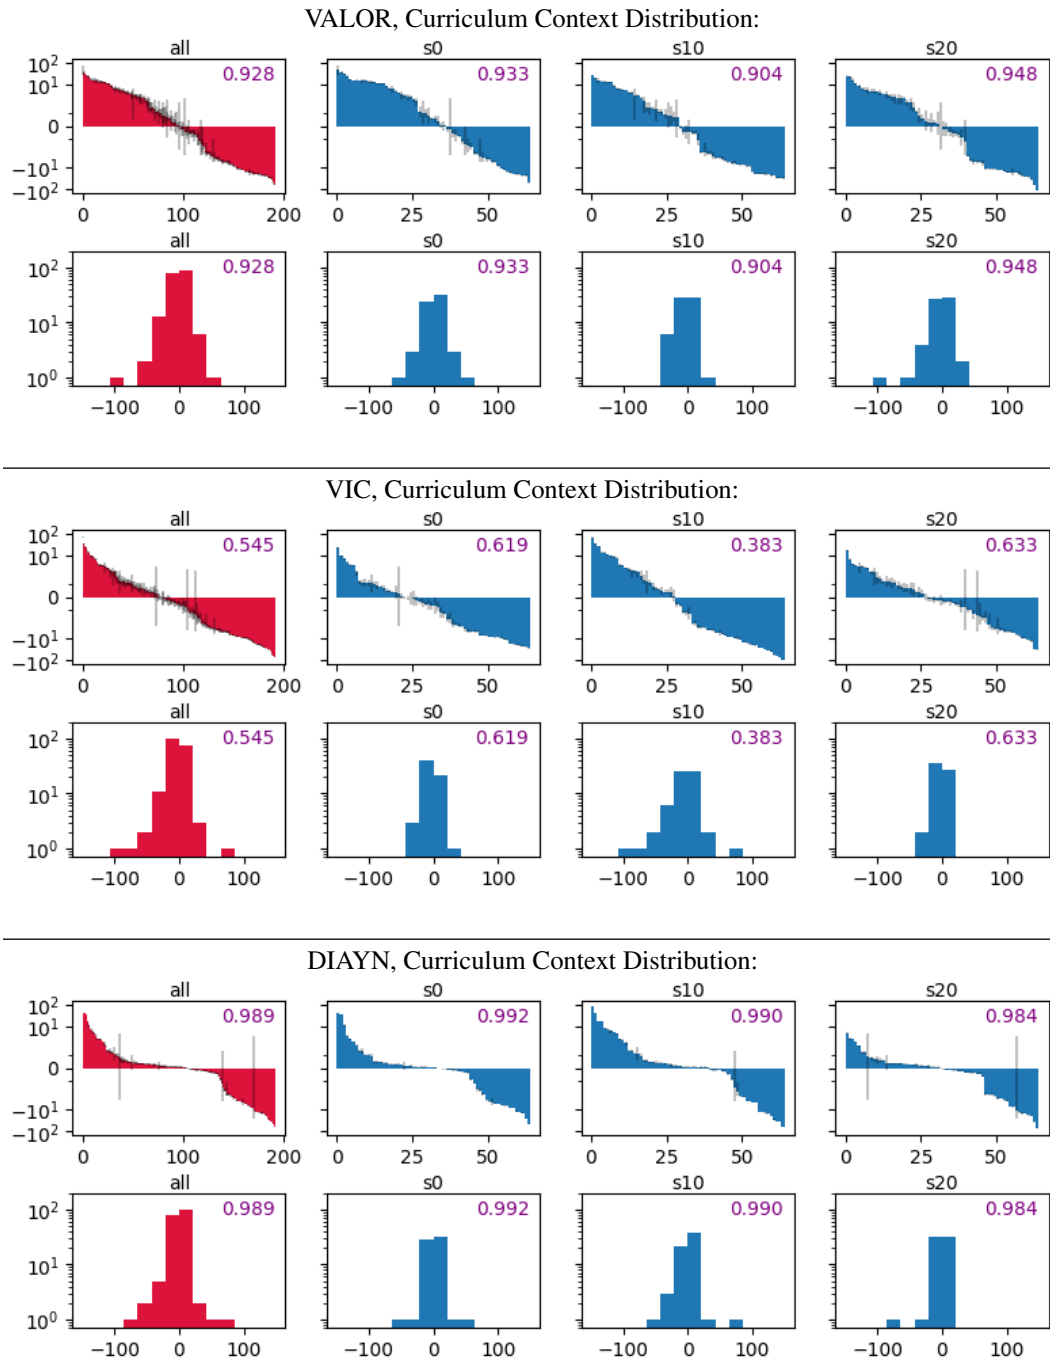 VALOR, Curriculum Context Distribution:
all s0 s10 s20
10² 0.928 0.933 0.904 0.948
10¹
0
−10¹
−10²
0 100 200 0 25 50 0 50 100 0 25 50
all s0 s10 s20
10² 0.928 0.933 0.904 0.948
10¹
10⁰
−100 0 100 −100 0 100 −100 0 100 −100 0 100
VIC, Curriculum Context Distribution:
all s0 s10 s20
10² 0.545 0.619 0.383 0.633
10¹
0
−10¹
−10²
0 100 200 0 25 50 0 25 50 0 25 50
all s0 s10 s20
10² 0.545 0.619 0.383 0.633
10¹
10⁰
−100 0 100 −100 0 100 −100 0 100 −100 0 100
DIAYN, Curriculum Context Distribution:
all s0 s10 s20
10² 0.989 0.992 0.990 0.984
10¹
0
−10¹
−10²
0 100 200 0 25 50 0 25 50 0 25 50
all s0 s10 s20
10² 0.989 0.992 0.990 0.984
10¹
10⁰
−100 0 100 −100 0 100 −100 0 100 −100 0 100